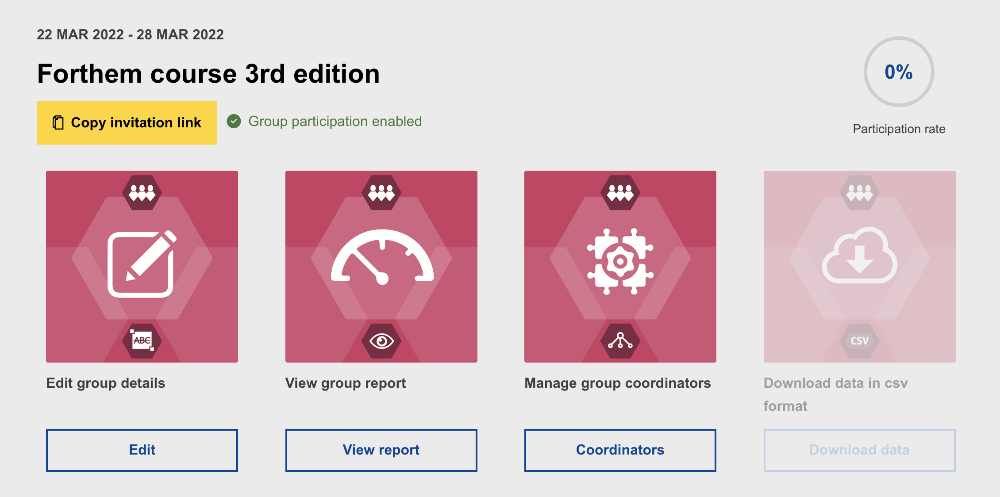 22 MAR 2022 - 28 MAR 2022
Forthem course 3rd edition
0%
Copy invitation link
Group participation enabled
Participation rate
ABC
CSV
Edit group details
View group report
Manage group coordinators
Download data in csv
format
Edit
View report
Coordinators
Download data